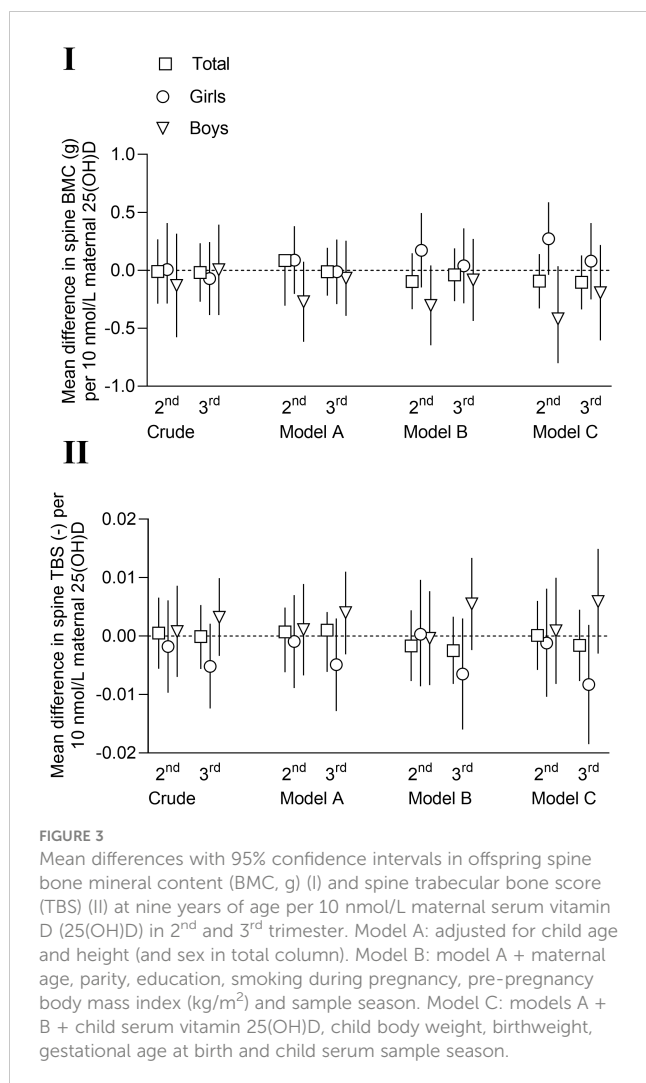 I
Total
Girls
Boys
Mean difference in spine BMC (g)
per 10 nmol/L maternal 25(OH)D
1.0
0.5
0.0
-0.5
-1.0
2nd 3rd 2nd 3rd 2nd 3rd 2nd 3rd
Crude Model A Model B Model C
II
Mean difference in spine TBS (-) per
10 nmol/L maternal 25(OH)D
0.02
0.01
0.00
-0.01
-0.02
2nd 3rd 2nd 3rd 2nd 3rd 2nd 3rd
Crude Model A Model B Model C
FIGURE 3
Mean differences with 95% confidence intervals in offspring spine
bone mineral content (BMC, g) (I) and spine trabecular bone score
(TBS) (II) at nine years of age per 10 nmol/L maternal serum vitamin
D (25(OH)D) in 2nd and 3rd trimester. Model A: adjusted for child age
and height (and sex in total column). Model B: model A + maternal
age, parity, education, smoking during pregnancy, pre-pregnancy
body mass index (kg/m2) and sample season. Model C: models A +
B + child serum vitamin 25(OH)D, child body weight, birthweight,
gestational age at birth and child serum sample season.